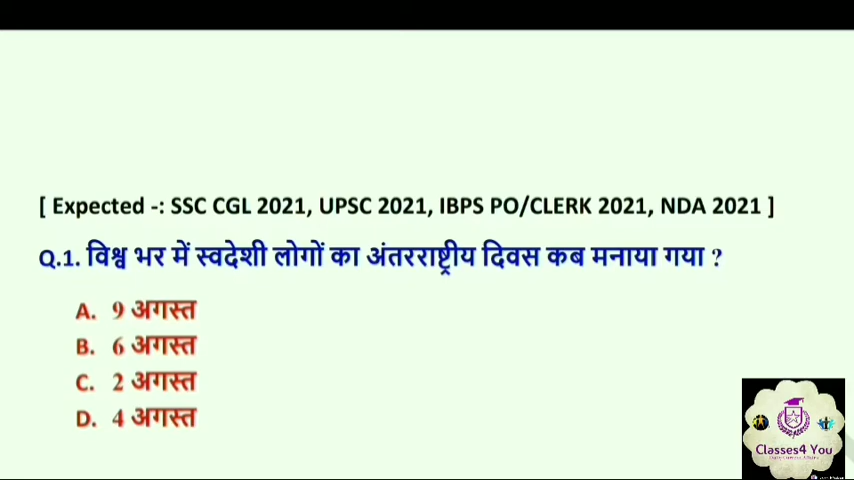 [ Expected -: SSC CGL 2021, UPSC 2021, IBPS PO/CLERK 2021, NDA 2021 ]
Q.1. विश्व भर में स्वदेशी लोगों का अंतरराष्ट्रीय दिवस कब मनाया गया ?
A. 9 अगस्त
B. 6 अगस्त
C. 2 अगस्त
D. 4 अगस्त
Classes4 You